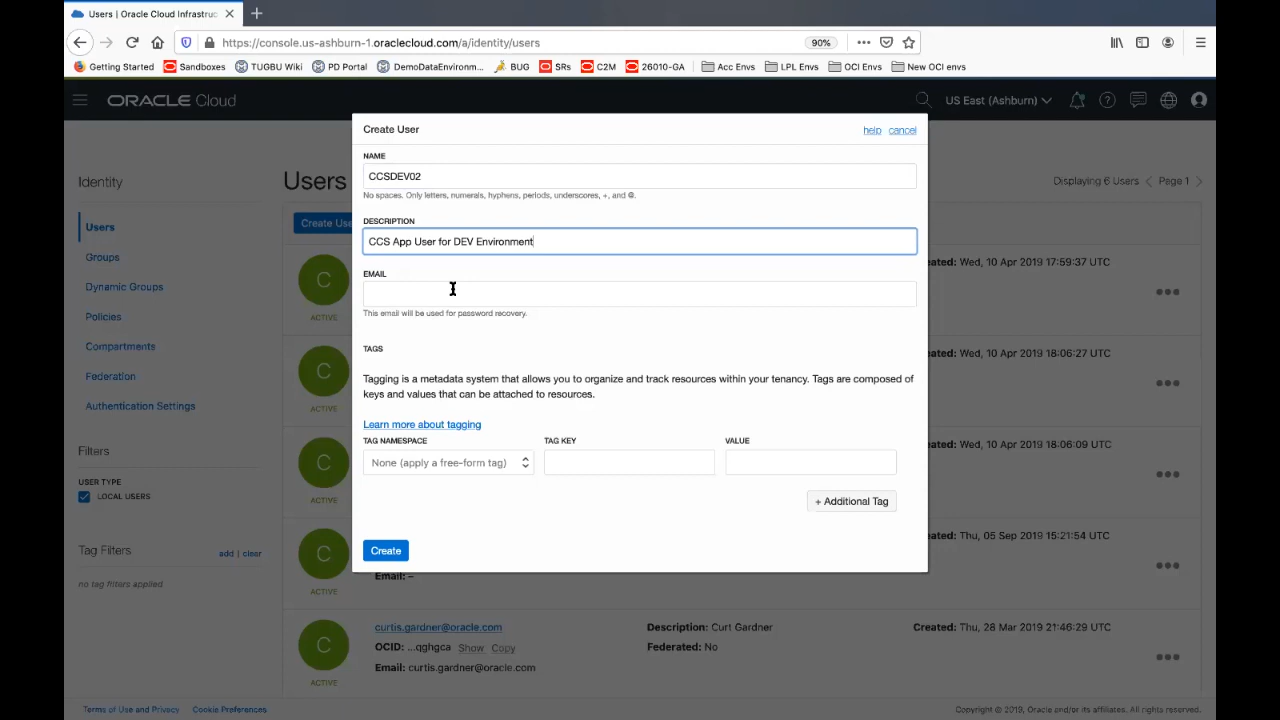 Users | Oracle Cloud Infrastruc
https://console.us-ashburn-1.oraclecloud.com/a/identity/users
90%
Getting Started Sandboxes TUGBU Wiki PD Portal DemoDataEnvironm... BUG SRs C2M 26010-GA Acc Envs LPL Envs OCI Envs New OCI envs
ORACLE Cloud
US East (Ashburn)
Create User
help cancel
NAME
CCSDEV02
No spaces. Only letters, numerals, hyphens, periods, underscores, +, and @.
DESCRIPTION
CCS App User for DEV Environment
EMAIL
This email will be used for password recovery.
TAGS
Tagging is a metadata system that allows you to organize and track resources within your tenancy. Tags are composed of
keys and values that can be attached to resources.
Learn more about tagging
TAG NAMESPACE TAG KEY VALUE
None (apply a free-form tag)
+ Additional Tag
Create
Identity
Users
Groups
Dynamic Groups
Policies
Compartments
Federation
Authentication Settings
Filters
USER TYPE
LOCAL USERS
Tag Filters add | clear
no tag filters applied
Users
Displaying 6 Users Page 1
Create Use
C
ACTIVE
ated: Wed, 10 Apr 2019 17:59:37 UTC
C
ACTIVE
ated: Wed, 10 Apr 2019 18:06:27 UTC
C
ACTIVE
ated: Wed, 10 Apr 2019 18:06:09 UTC
C
ACTIVE
ated: Thu, 05 Sep 2019 15:21:54 UTC
Email: –
C
ACTIVE
curtis.gardner@oracle.com
OCID: ...qghgca Show Copy
Email: curtis.gardner@oracle.com
Description: Curt Gardner
Federated: No
Created: Thu, 28 Mar 2019 21:46:29 UTC
Terms of Use and Privacy Cookie Preferences
Copyright © 2019, Oracle and/or its affiliates. All rights reserved.